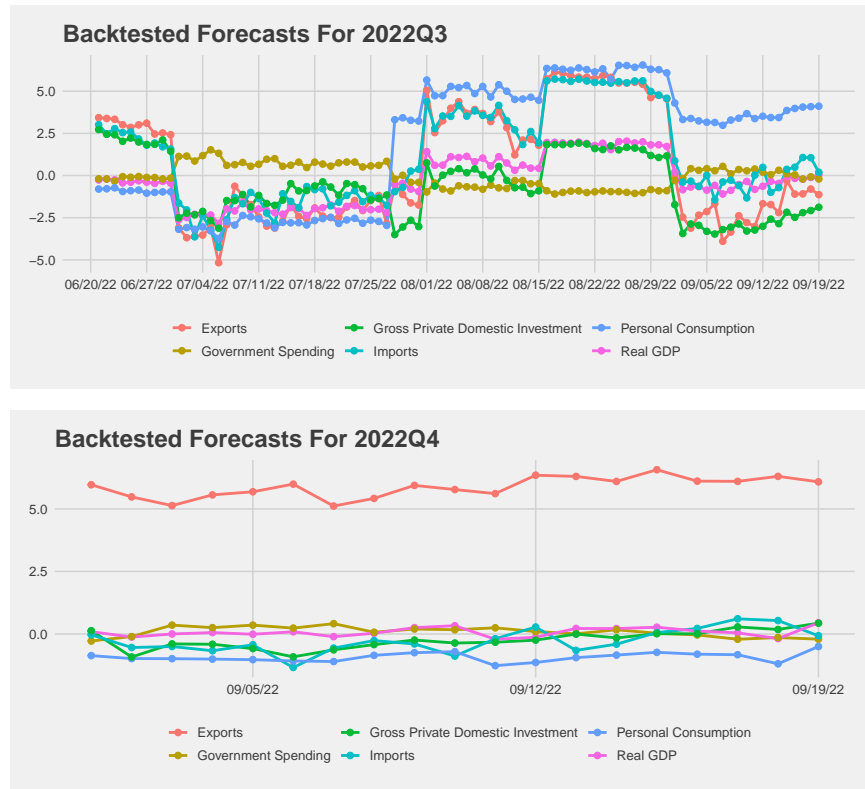 Backtested Forecasts For 2022Q3
5.0
2.5
0.0
−2.5
−5.0
06/20/22 06/27/22 07/04/22 07/11/22 07/18/22 07/25/22 08/01/22 08/08/22 08/15/22 08/22/22 08/29/22 09/05/22 09/12/22 09/19/22
Exports Gross Private Domestic Investment Personal Consumption
Government Spending Imports Real GDP
Backtested Forecasts For 2022Q4
5.0
2.5
0.0
09/05/22 09/12/22 09/19/22
Exports Gross Private Domestic Investment Personal Consumption
Government Spending Imports Real GDP